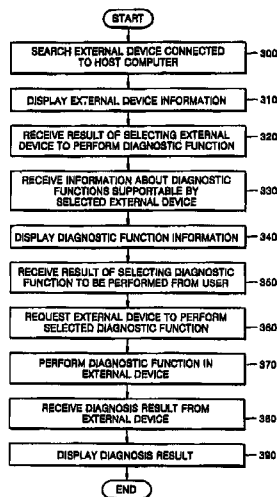 START
SEARCH EXTERNAL DEVICE CONNECTED
TO HOST COMPUTER
300
DISPLAY EXTERNAL DEVICE INFORMATION
310
RECEIVE RESULT OF SELECTING EXTERNAL
DEVICE TO PERFORM DIAGNOSTIC FUNCTION
320
RECEIVE INFORMATION ABOUT DIAGNOSTIC
FUNCTIONS SUPPORTABLE BY
SELECTED EXTERNAL DEVICE
330
DISPLAY DIAGNOSTIC FUNCTION INFORMATION
340
RECEIVE RESULT OF SELECTING DIAGNOSTIC
FUNCTION TO BE PERFORMED FROM USER
350
REQUEST EXTERNAL DEVICE TO PERFORM
SELECTED DIAGNOSTIC FUNCTION
360
PERFORM DIAGNOSTIC FUNCTION IN
EXTERNAL DEVICE
370
RECEIVE DIAGNOSIS RESULT FROM
EXTERNAL DEVICE
380
DISPLAY DIAGNOSIS RESULT
390
END